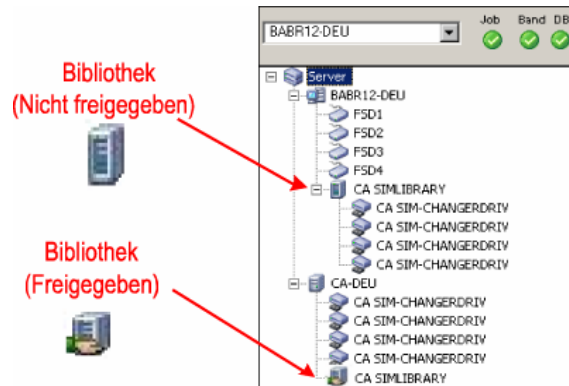 Bibliothek
(Nicht freigegeben)
Bibliothek
(Freigegeben)
BABR12-DEU
Job Band DB
Server
BABR12-DEU
FSD1
FSD2
FSD3
FSD4
CA SIMLIBRARY
CA SIM-CHANGERDRIV
CA SIM-CHANGERDRIV
CA SIM-CHANGERDRIV
CA SIM-CHANGERDRIV
CA-DEU
CA SIM-CHANGERDRIV
CA SIM-CHANGERDRIV
CA SIM-CHANGERDRIV
CA SIM-CHANGERDRIV
CA SIMLIBRARY